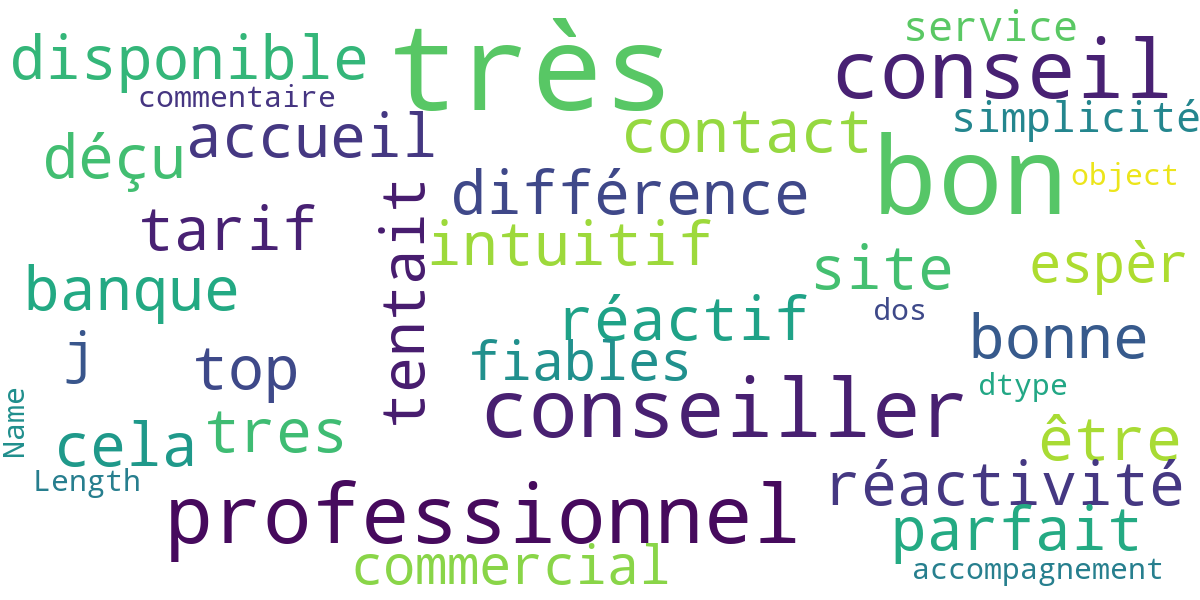 très
service
disponible
conseil
commentaire
simplicité
accueil
contact
déçu
bon
object
différence
tentait
tarif
intuitif
site
espèr
banque
réactif
dos
bonne
j
top
fiables
dtype
conseiller
Name
cela
tres
être
Length
réactivité
professionnel
parfait
commercial
accompagnement